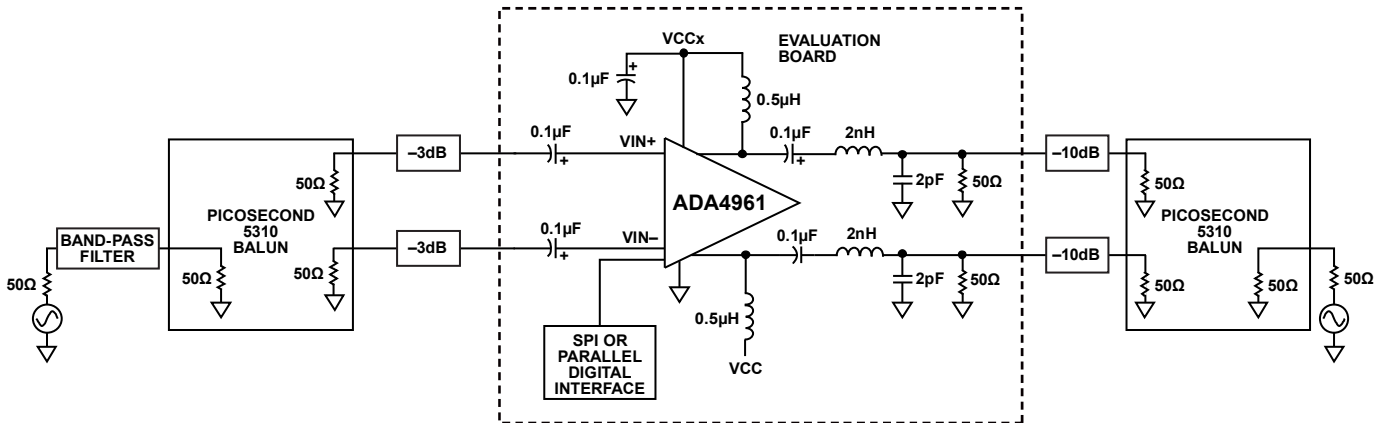 VCCx
EVALUATION
BOARD
0.1µF
+
0.5µH
0.1µF
+
VIN+
0.1µF
+
2nH
–3dB
–10dB
50Ω
50Ω
2pF
50Ω
ADA4961
PICOSECOND
5310
BALUN
PICOSECOND
5310
BALUN
BAND-PASS
FILTER
50Ω
50Ω
50Ω
–3dB
0.1µF
+
VIN–
0.1µF
2nH
–10dB
2pF
50Ω
50Ω
50Ω
50Ω
0.5µH
VCC
SPI OR
PARALLEL
DIGITAL
INTERFACE